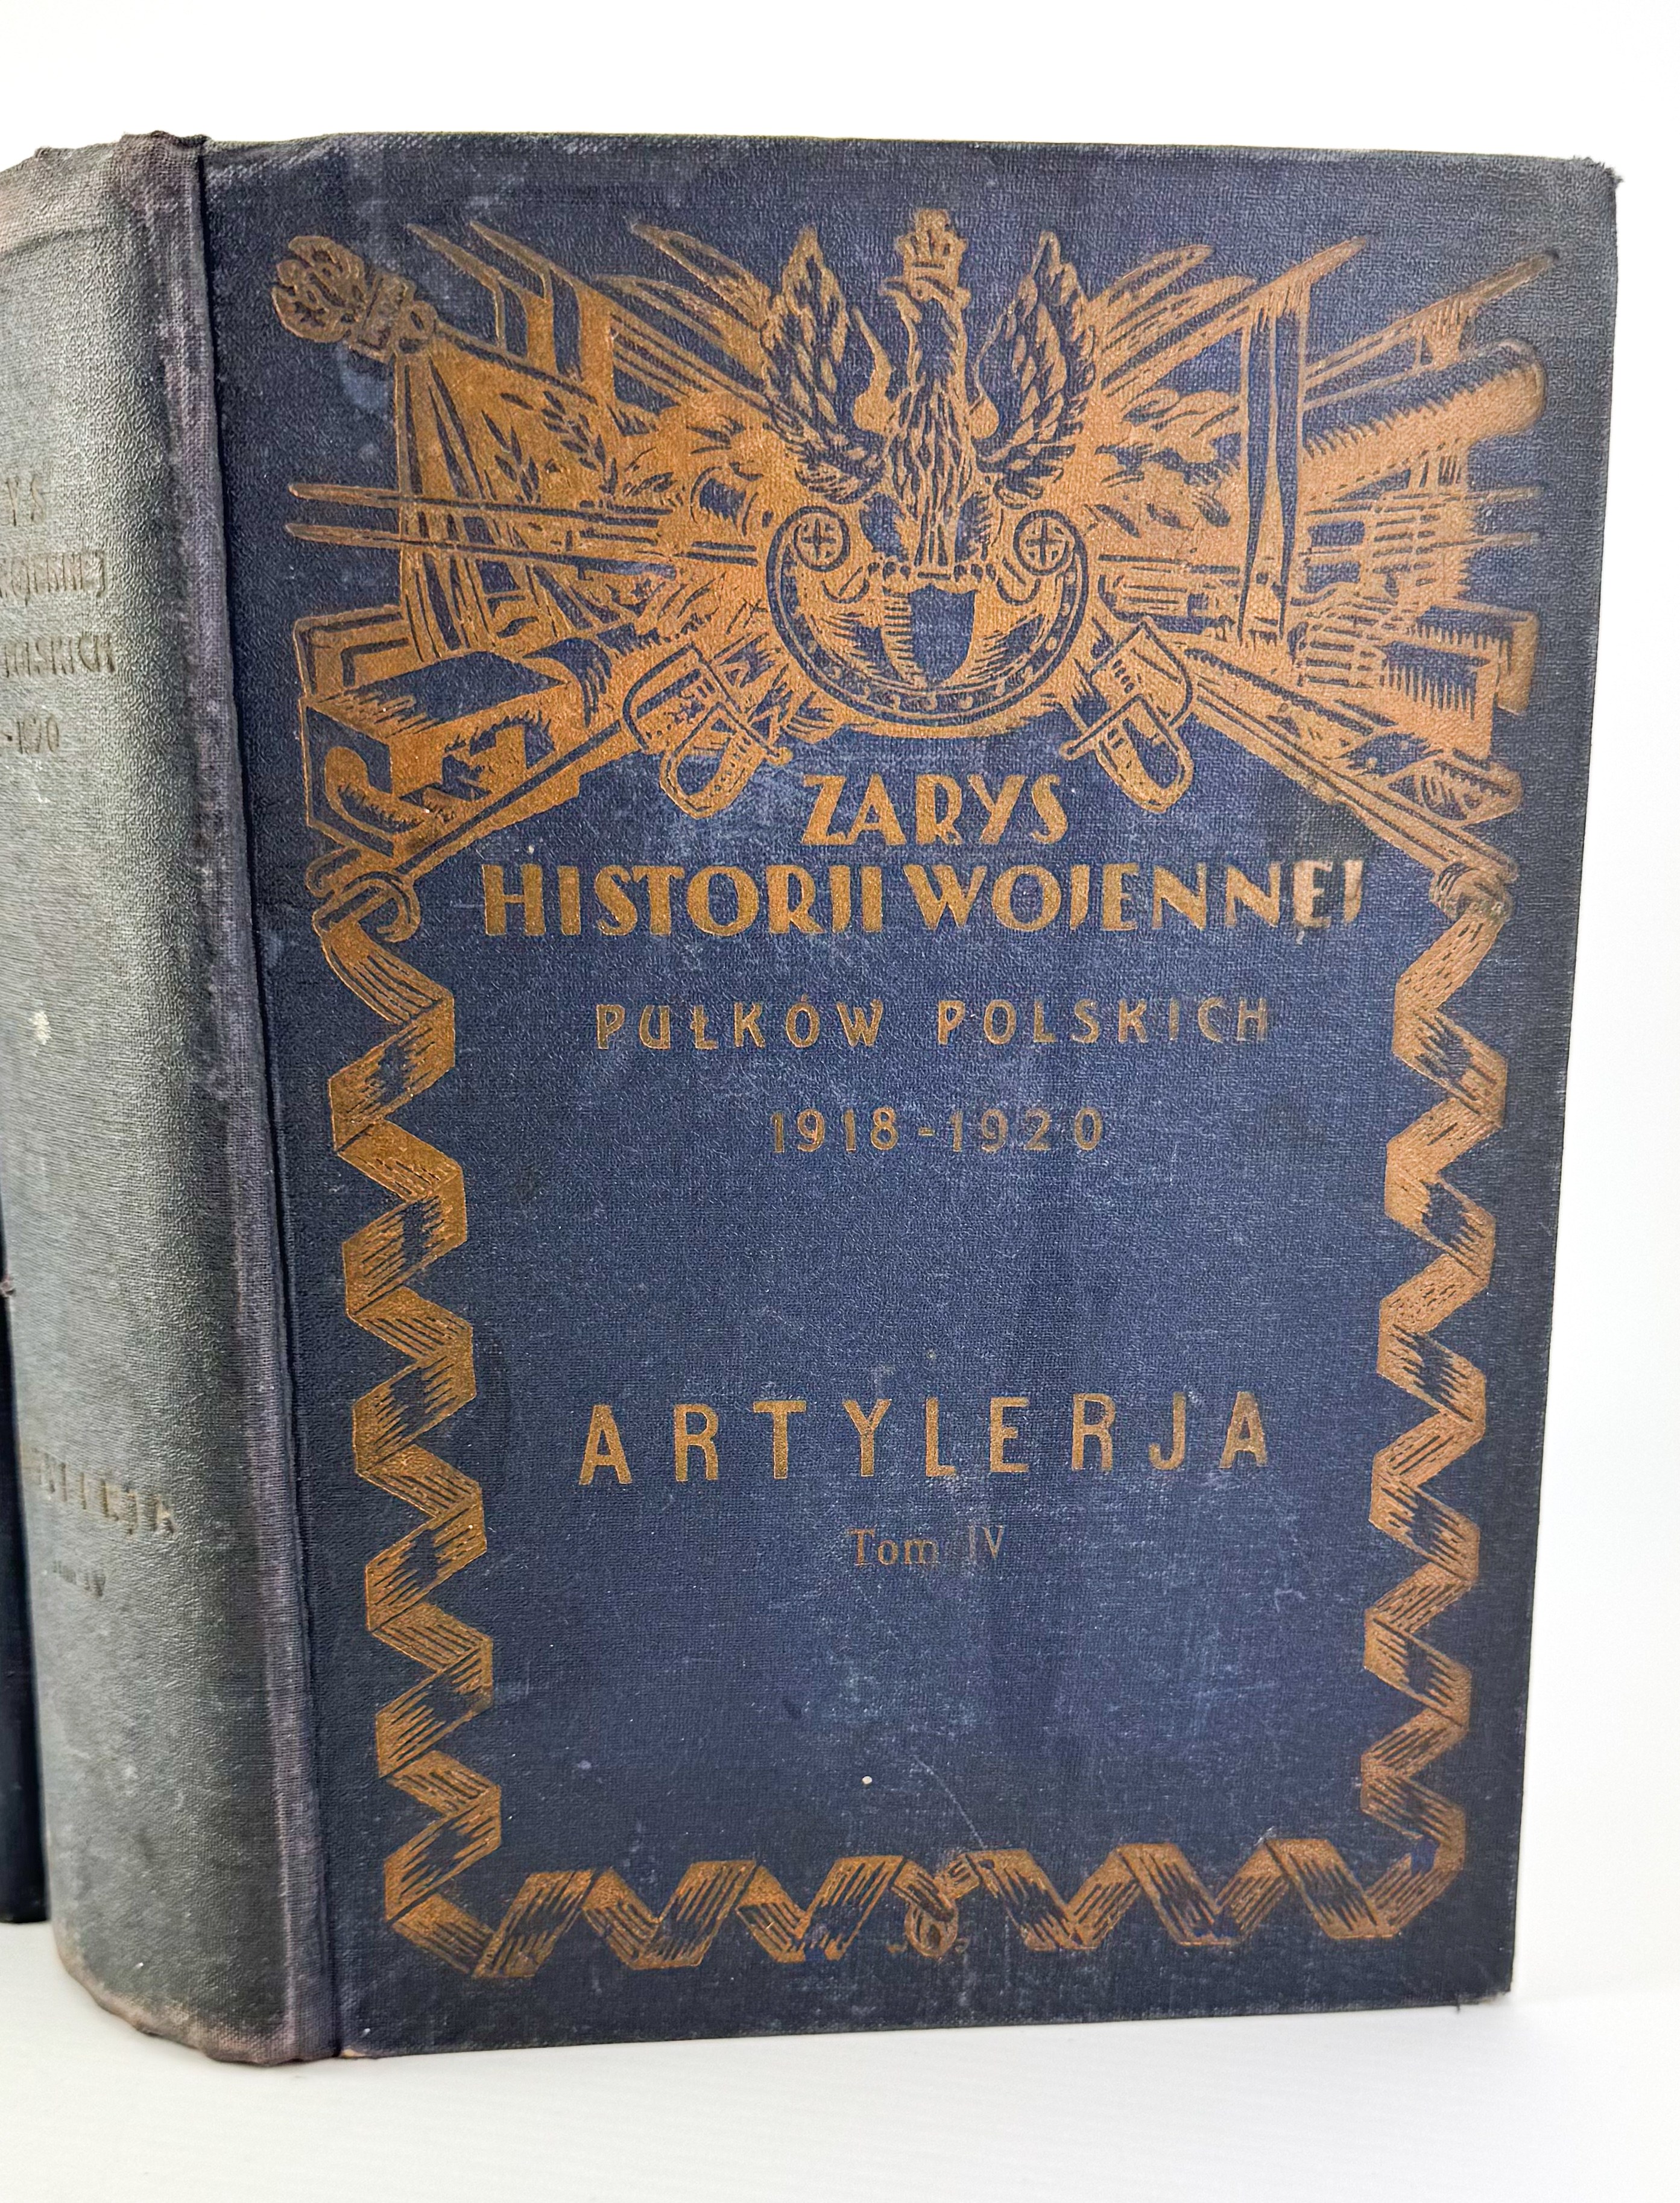 ZARYS
HISTORJI WOJENNEJ
PUŁKÓW POLSKICH
1918-1920
ARTYLERJA
Tom IV